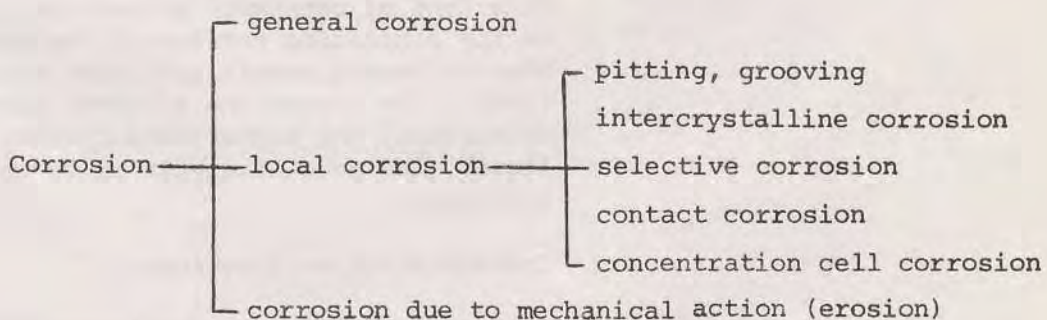 general corrosion
pitting, grooving
intercrystalline corrosion
Corrosion local corrosion selective corrosion
contact corrosion
concentration cell corrosion
corrosion due to mechanical action (erosion)